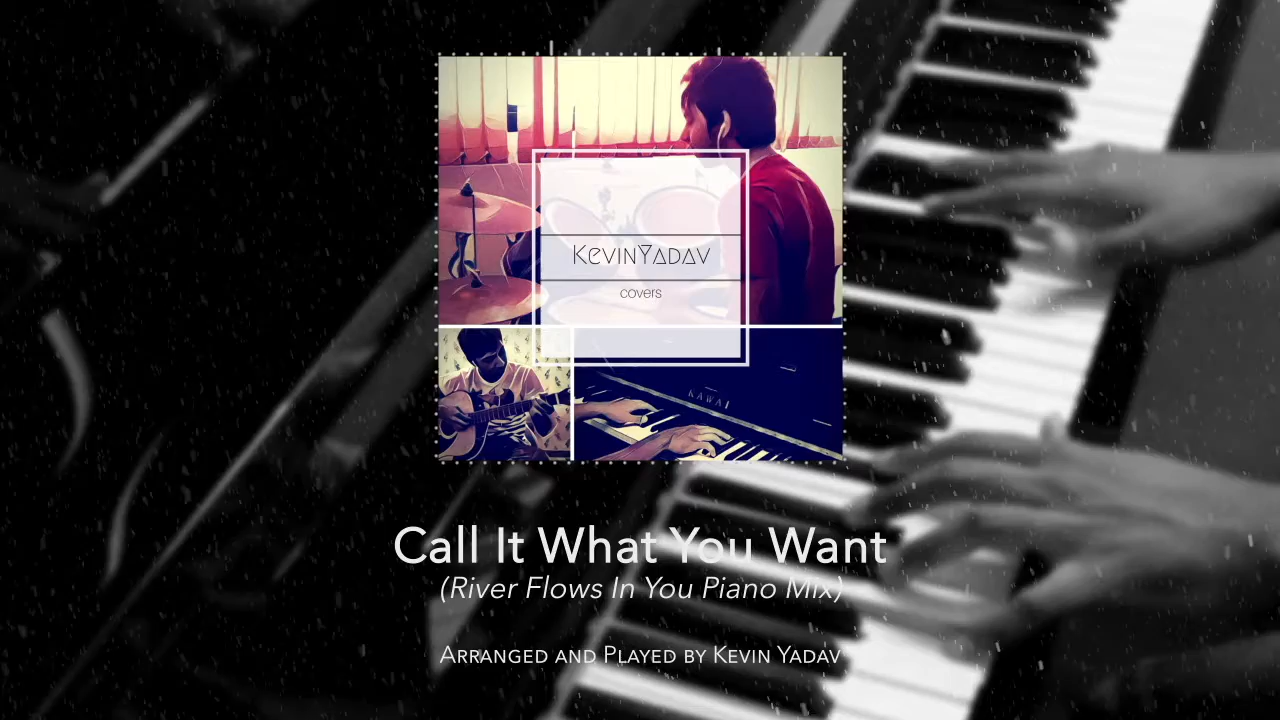 KevinYadav
covers
KAWAI
Call It What You Want
(River Flows In You Piano Mix)
Arranged and Played by Kevin Yadav